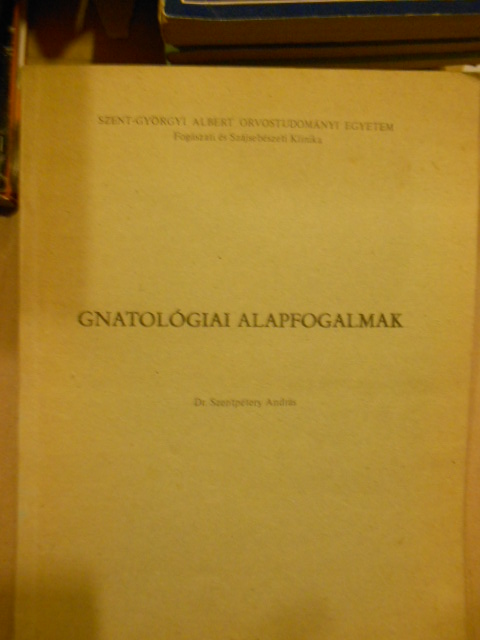 SZENT-GYÖRGYI ALBERT ORVOSTUDOMÁNYI EGYETEM
Fogászati és Szájsebészeti Klinika
GNATOLÓGIAI ALAPFOGALMAK
Dr. Szentpétery András